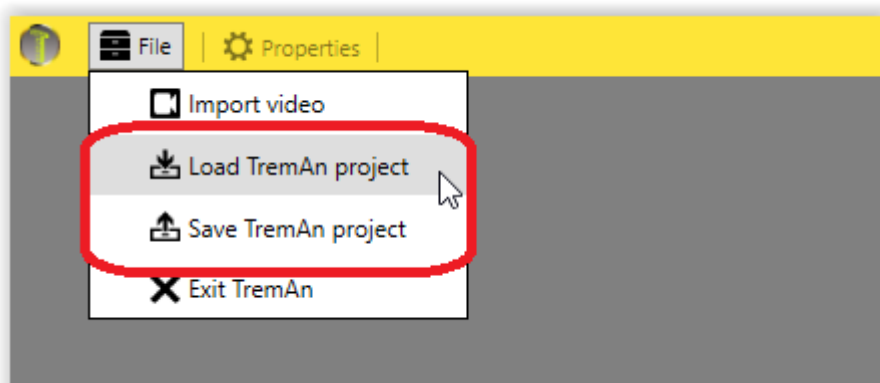 File
Properties
Import video
Load TremAn project
Save TremAn project
Exit TremAn